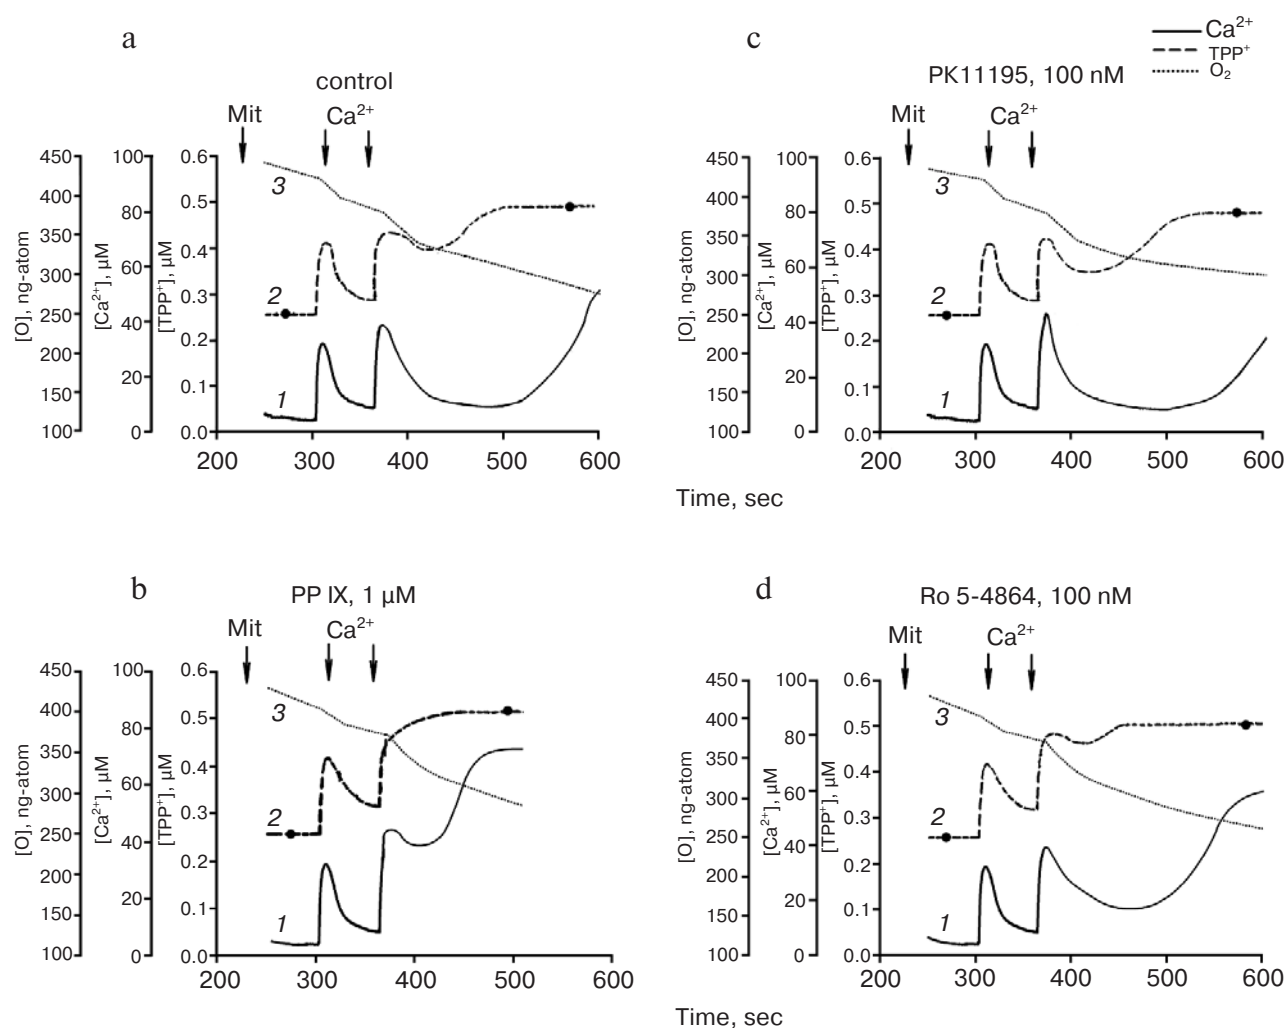 a
control
Mit Ca²⁺
450
400
350
300
250
200
150
100
[O], ng-atom
100
80
60
40
20
0
[Ca²⁺], µM
0.6
0.5
0.4
0.3
0.2
0.1
0.0
[TPP⁺], µM
3
2
1
200 300 400 500 600
c
Ca²⁺
TPP⁺
O₂
PK11195, 100 nM
Mit Ca²⁺
450
400
350
300
250
200
150
100
[O], ng-atom
100
80
60
40
20
0
[Ca²⁺], µM
0.6
0.5
0.4
0.3
0.2
0.1
0.0
[TPP⁺], µM
3
2
1
200 300 400 500 600
Time, sec
b
PP IX, 1 µM
Mit Ca²⁺
450
400
350
300
250
200
150
100
[O], ng-atom
100
80
60
40
20
0
[Ca²⁺], µM
0.6
0.5
0.4
0.3
0.2
0.1
0.0
[TPP⁺], µM
3
2
1
200 300 400 500 600
d
Ro 5-4864, 100 nM
Mit Ca²⁺
450
400
350
300
250
200
150
100
[O], ng-atom
100
80
60
40
20
0
[Ca²⁺], µM
0.6
0.5
0.4
0.3
0.2
0.1
0.0
[TPP⁺], µM
3
2
1
200 300 400 500 600
Time, sec